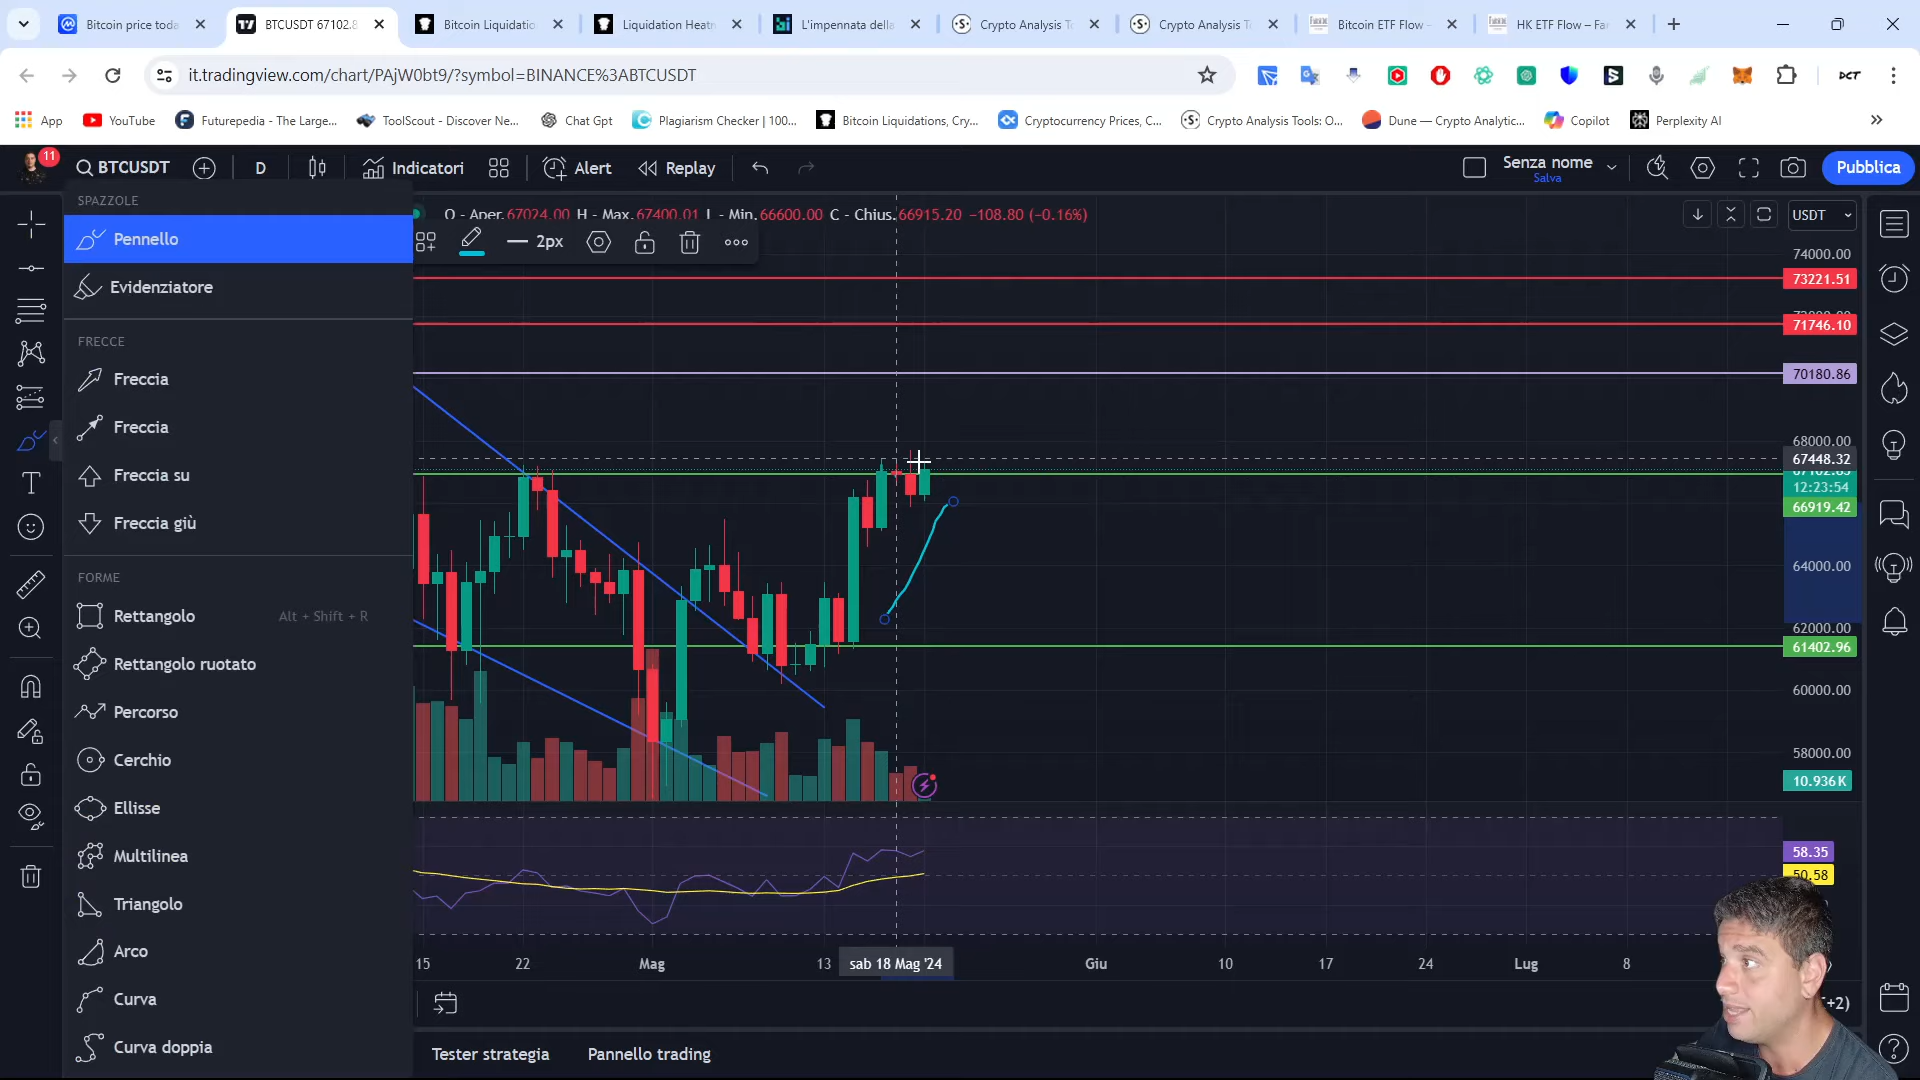 Bitcoin price toda
BTCUSDT 67102.8
Bitcoin Liquidatio
Liquidation Heatm
L'impennata della
Crypto Analysis To
Crypto Analysis To
Bitcoin ETF Flow –
HK ETF Flow – Far
it.tradingview.com/chart/PAjW0bt9/?symbol=BINANCE%3ABTCUSDT
App
YouTube
Futurepedia - The Large...
ToolScout - Discover Ne...
Chat Gpt
Plagiarism Checker | 100...
Bitcoin Liquidations, Cry...
Cryptocurrency Prices, C...
Crypto Analysis Tools: O...
Dune — Crypto Analytic...
Copilot
Perplexity AI
11
BTCUSDT
D
Indicatori
Alert
Replay
Senza nome
Salva
Pubblica
SPAZZOLE
Pennello
Evidenziatore
FRECCE
Freccia
Freccia
Freccia su
Freccia giù
FORME
Rettangolo Alt + Shift + R
Rettangolo ruotato
Percorso
Cerchio
Ellisse
Multilinea
Triangolo
Arco
Curva
Curva doppia
O - Aper. 67024.00 H - Max. 67400.01 L - Min. 66600.00 C - Chius. 66915.20 −108.80 (−0.16%)
2px
USDT
74000.00
73221.51
71746.10
70180.86
68000.00
67448.32
12:23:54
66919.42
64000.00
62000.00
61402.96
60000.00
58000.00
10.936K
58.35
50.58
15 22 Mag 13 sab 18 Mag '24 Giu 10 17 24 Lug 8
+2)
Tester strategia
Pannello trading